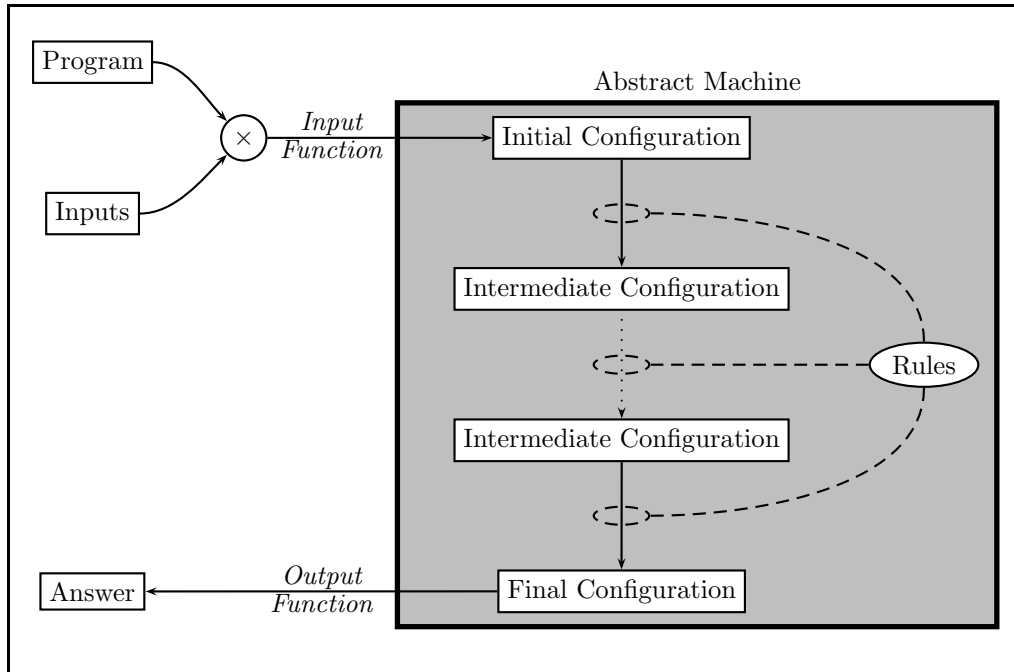 Program
Abstract Machine
×
Input
Function
Initial Configuration
Inputs
Intermediate Configuration
Rules
Intermediate Configuration
Answer
Output
Function
Final Configuration